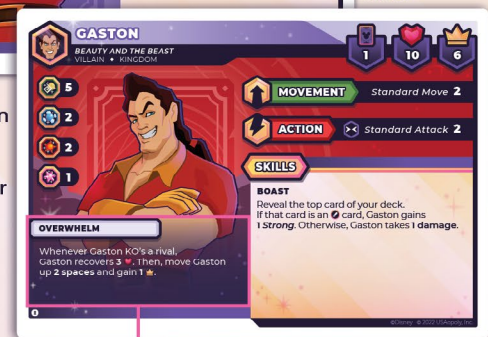 GASTON
BEAUTY AND THE BEAST
VILLAIN • KINGDOM
1
10
6
5
2
2
1
MOVEMENT
Standard Move 2
ACTION
Standard Attack 2
SKILLS
BOAST
Reveal the top card of your deck.
If that card is an card, Gaston gains
1 Strong. Otherwise, Gaston takes 1 damage.
OVERWHELM
Whenever Gaston KO's a rival,
Gaston recovers 3 . Then, move Gaston
up 2 spaces and gain 1 .
0
©Disney © 2022 USAopoly, Inc.